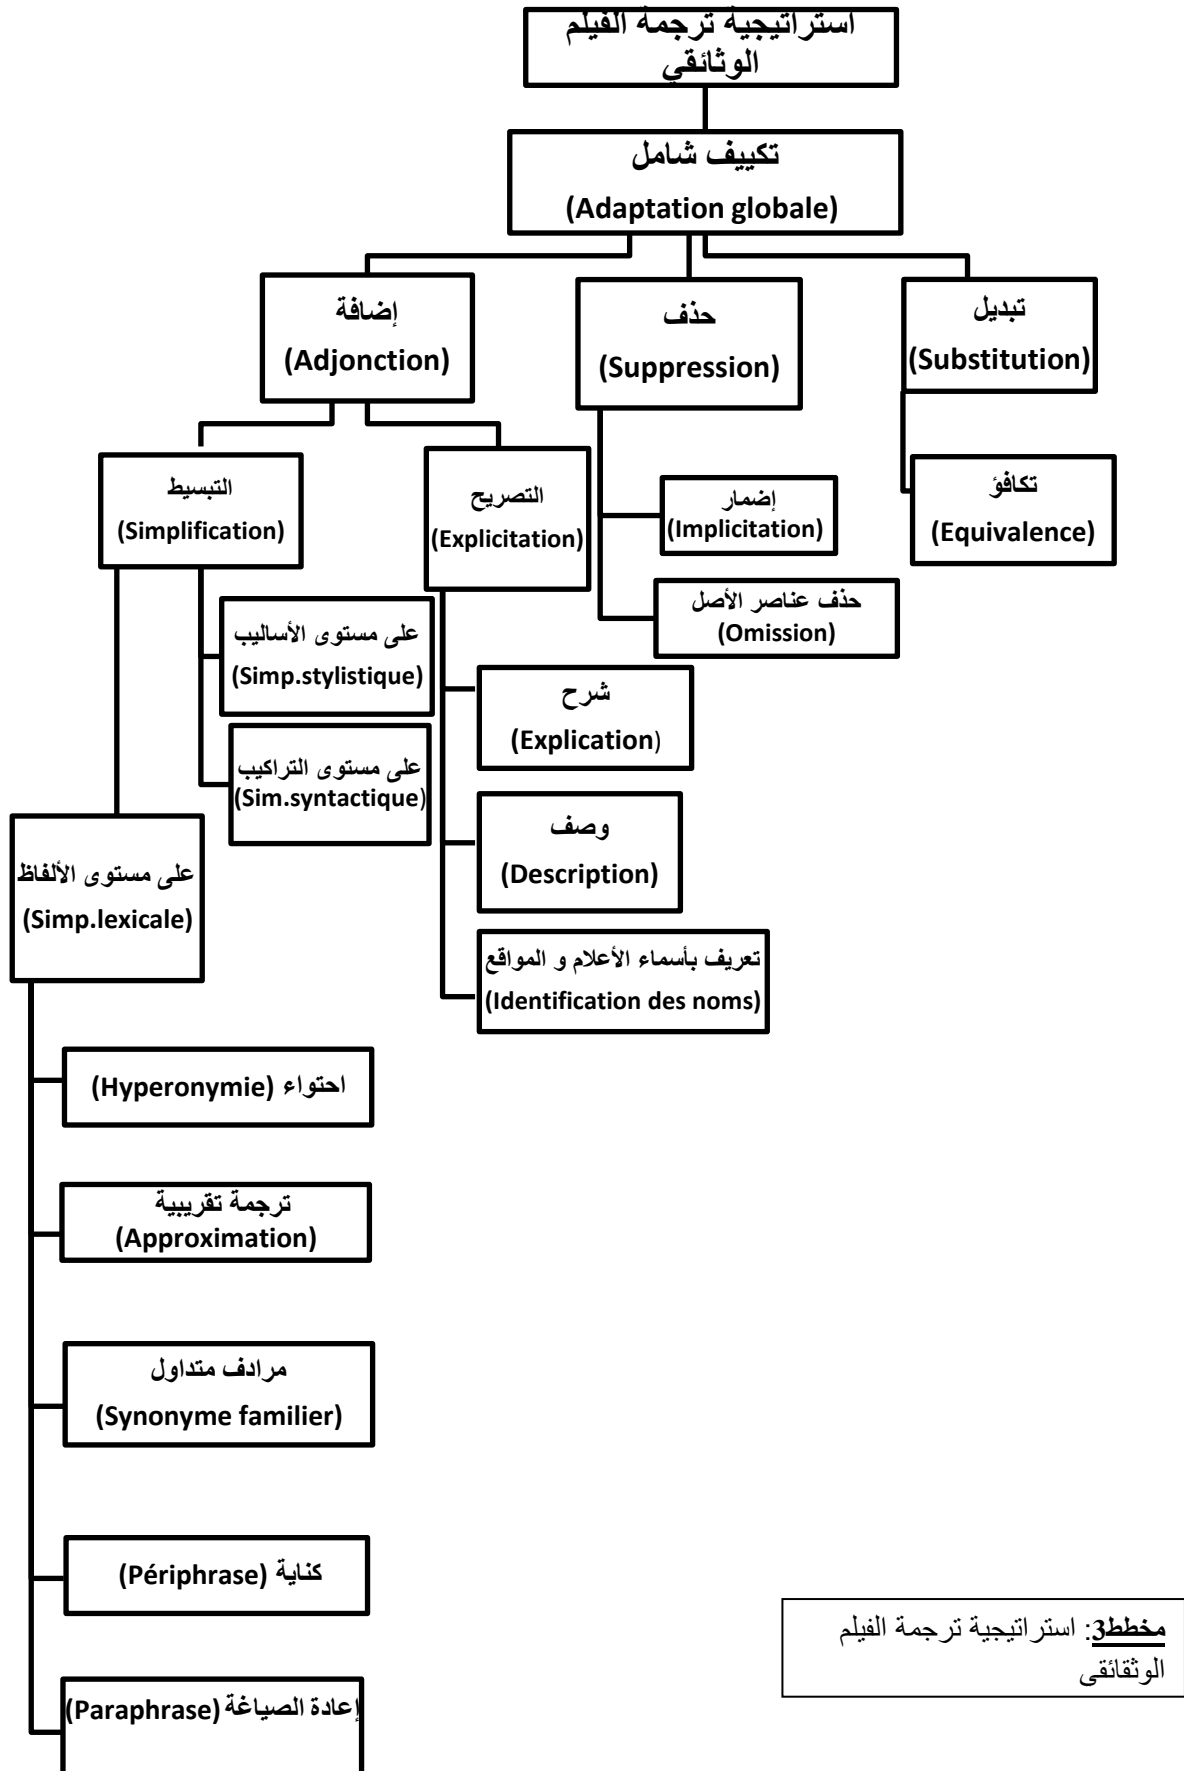 استراتيجية ترجمة الفيلم
الوثائقي
تكييف شامل
(Adaptation globale)
إضافة
(Adjonction)
حذف
(Suppression)
تبديل
(Substitution)
التبسيط
(Simplification)
التصريح
(Explicitation)
إضمار
(Implicitation)
تكافؤ
(Equivalence)
حذف عناصر الأصل
(Omission)
على مستوى الأساليب
(Simp.stylistique)
شرح
(Explication)
على مستوى التراكيب
(Sim.syntactique)
وصف
(Description)
على مستوى الألفاظ
(Simp.lexicale)
تعريف بأسماء الأعلام و المواقع
(Identification des noms)
احتواء (Hyperonymie)
ترجمة تقريبية
(Approximation)
مرادف متداول
(Synonyme familier)
كناية (Périphrase)
إعادة الصياغة (Paraphrase)
مخطط3: استراتيجية ترجمة الفيلم
الوثقائقى